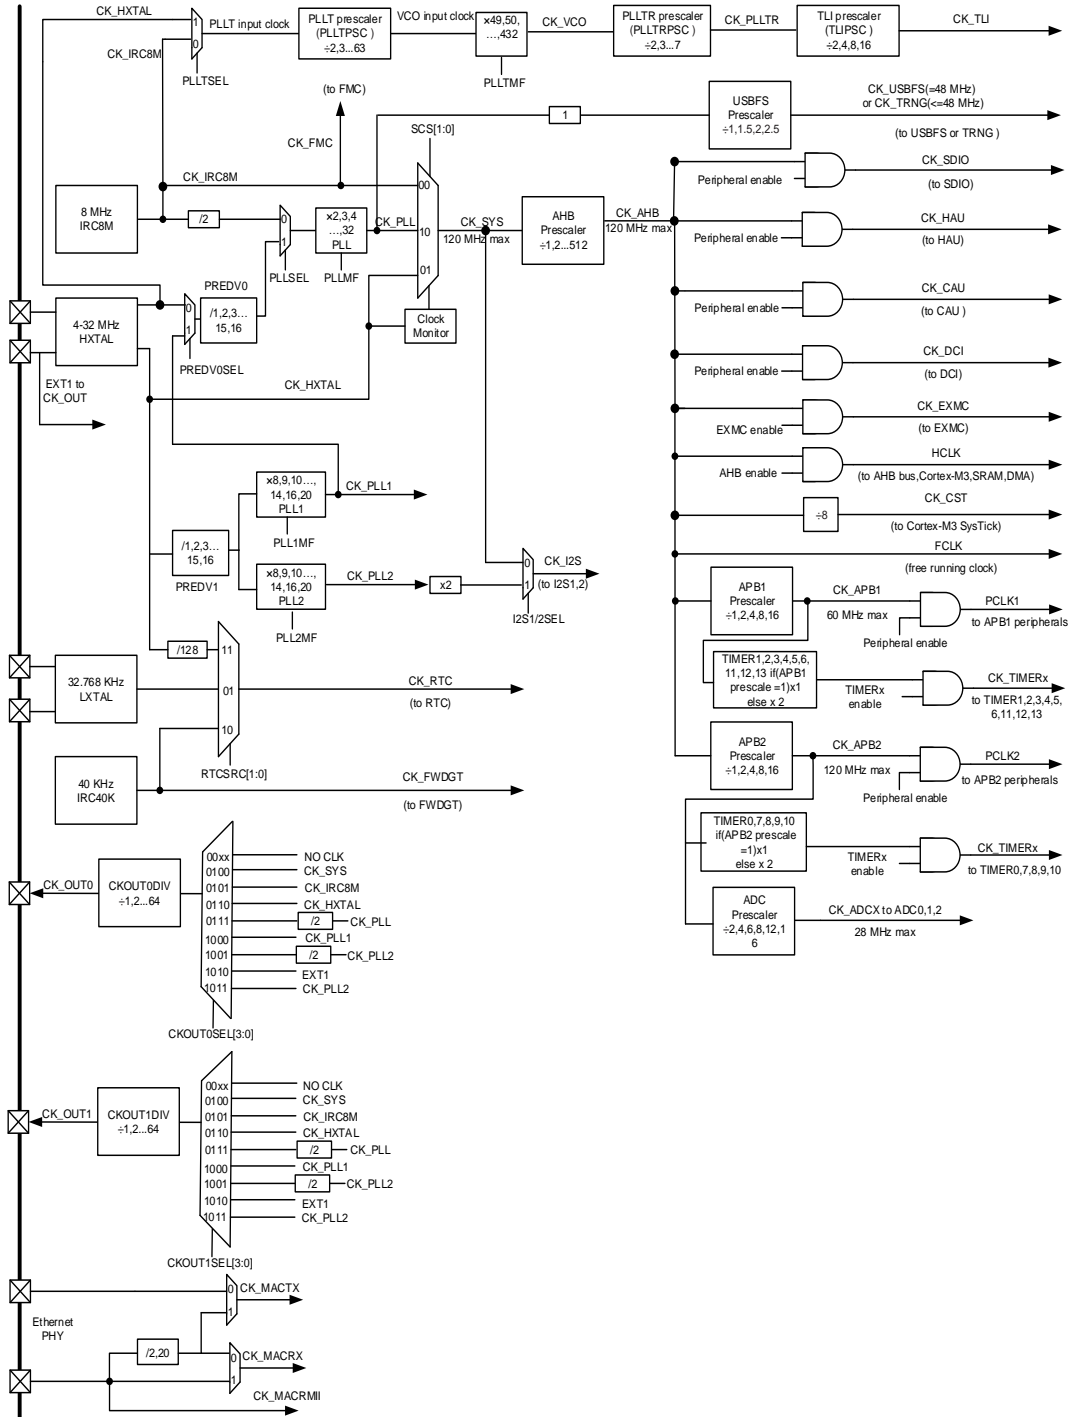 CK_HXTAL
1
0
CK_IRC8M
PLLTSEL
PLLT input clock
PLLT prescaler
(PLLTPSC )
÷2,3...63
VCO input clock
×49,50,
…,432
PLLTMF
CK_VCO
PLLTR prescaler
(PLLTRPSC )
÷2,3...7
CK_PLLTR
TLI prescaler
(TLIPSC )
÷2,4,8,16
CK_TLI
(to FMC)
CK_FMC
1
USBFS
Prescaler
÷1,1.5,2,2.5
CK_USBFS(=48 MHz)
or CK_TRNG(<=48 MHz)
(to USBFS or TRNG )
SCS[1:0]
CK_IRC8M
00
10
01
8 MHz
IRC8M
/2
0
1
PLLSEL
×2,3,4
…,32
PLL
PLLMF
CK_PLL
CK_SYS
120 MHz max
AHB
Prescaler
÷1,2...512
CK_AHB
120 MHz max
Clock
Monitor
PREDV0
0
1
/1,2,3…
15,16
PREDV0SEL
4-32 MHz
HXTAL
EXT1 to
CK_OUT
CK_HXTAL
Peripheral enable
CK_SDIO
(to SDIO)
Peripheral enable
CK_HAU
(to HAU)
Peripheral enable
CK_CAU
(to CAU )
Peripheral enable
CK_DCI
(to DCI)
EXMC enable
CK_EXMC
(to EXMC)
AHB enable
HCLK
(to AHB bus,Cortex-M3,SRAM,DMA)
÷8
CK_CST
(to Cortex-M3 SysTick)
FCLK
(free running clock)
×8,9,10…,
14,16,20
PLL1
PLL1MF
CK_PLL1
/1,2,3…
15,16
PREDV1
×8,9,10…,
14,16,20
PLL2
PLL2MF
CK_PLL2
x2
0
1
CK_I2S
(to I2S1,2)
I2S1/2SEL
APB1
Prescaler
÷1,2,4,8,16
CK_APB1
60 MHz max
Peripheral enable
PCLK1
to APB1 peripherals
TIMER1,2,3,4,5,6,
11,12,13 if(APB1
prescale =1)x1
else x 2
TIMERx
enable
CK_TIMERx
to TIMER1,2,3,4,5,
6,11,12,13
/128
11
01
10
32.768 KHz
LXTAL
CK_RTC
(to RTC)
RTCSRC[1:0]
40 KHz
IRC40K
CK_FWDGT
(to FWDGT)
APB2
Prescaler
÷1,2,4,8,16
CK_APB2
120 MHz max
Peripheral enable
PCLK2
to APB2 peripherals
TIMER0,7,8,9,10
if(APB2 prescale
=1)x1
else x 2
TIMERx
enable
CK_TIMERx
to TIMER0,7,8,9,10
ADC
Prescaler
÷2,4,6,8,12,1
6
CK_ADCX to ADC0,1,2
28 MHz max
CK_OUT0
CKOUT0DIV
÷1,2...64
00xx NO CLK
0100 CK_SYS
0101 CK_IRC8M
0110 CK_HXTAL
0111 /2 CK_PLL
1000 CK_PLL1
1001 /2 CK_PLL2
1010 EXT1
1011 CK_PLL2
CKOUT0SEL[3:0]
CK_OUT1
CKOUT1DIV
÷1,2...64
00xx NO CLK
0100 CK_SYS
0101 CK_IRC8M
0110 CK_HXTAL
0111 /2 CK_PLL
1000 CK_PLL1
1001 /2 CK_PLL2
1010 EXT1
1011 CK_PLL2
CKOUT1SEL[3:0]
0
1
CK_MACTX
Ethernet
PHY
/2,20
0
1
CK_MACRX
CK_MACRMII